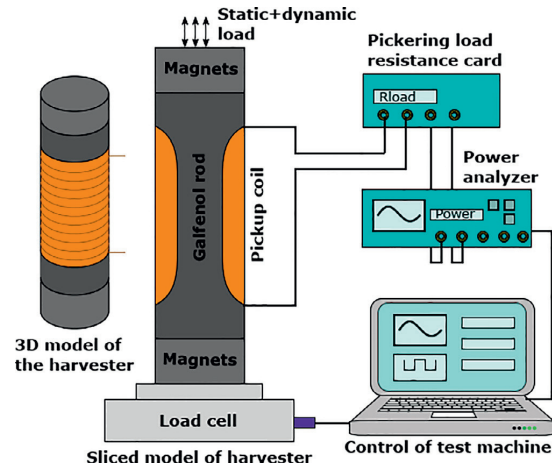 Static+dynamic
load
Magnets
Galfenol rod
Pickup coil
Magnets
Load cell
Sliced model of harvester
3D model of
the harvester
Pickering load
resistance card
Rload
Power
analyzer
Power
Control of test machine